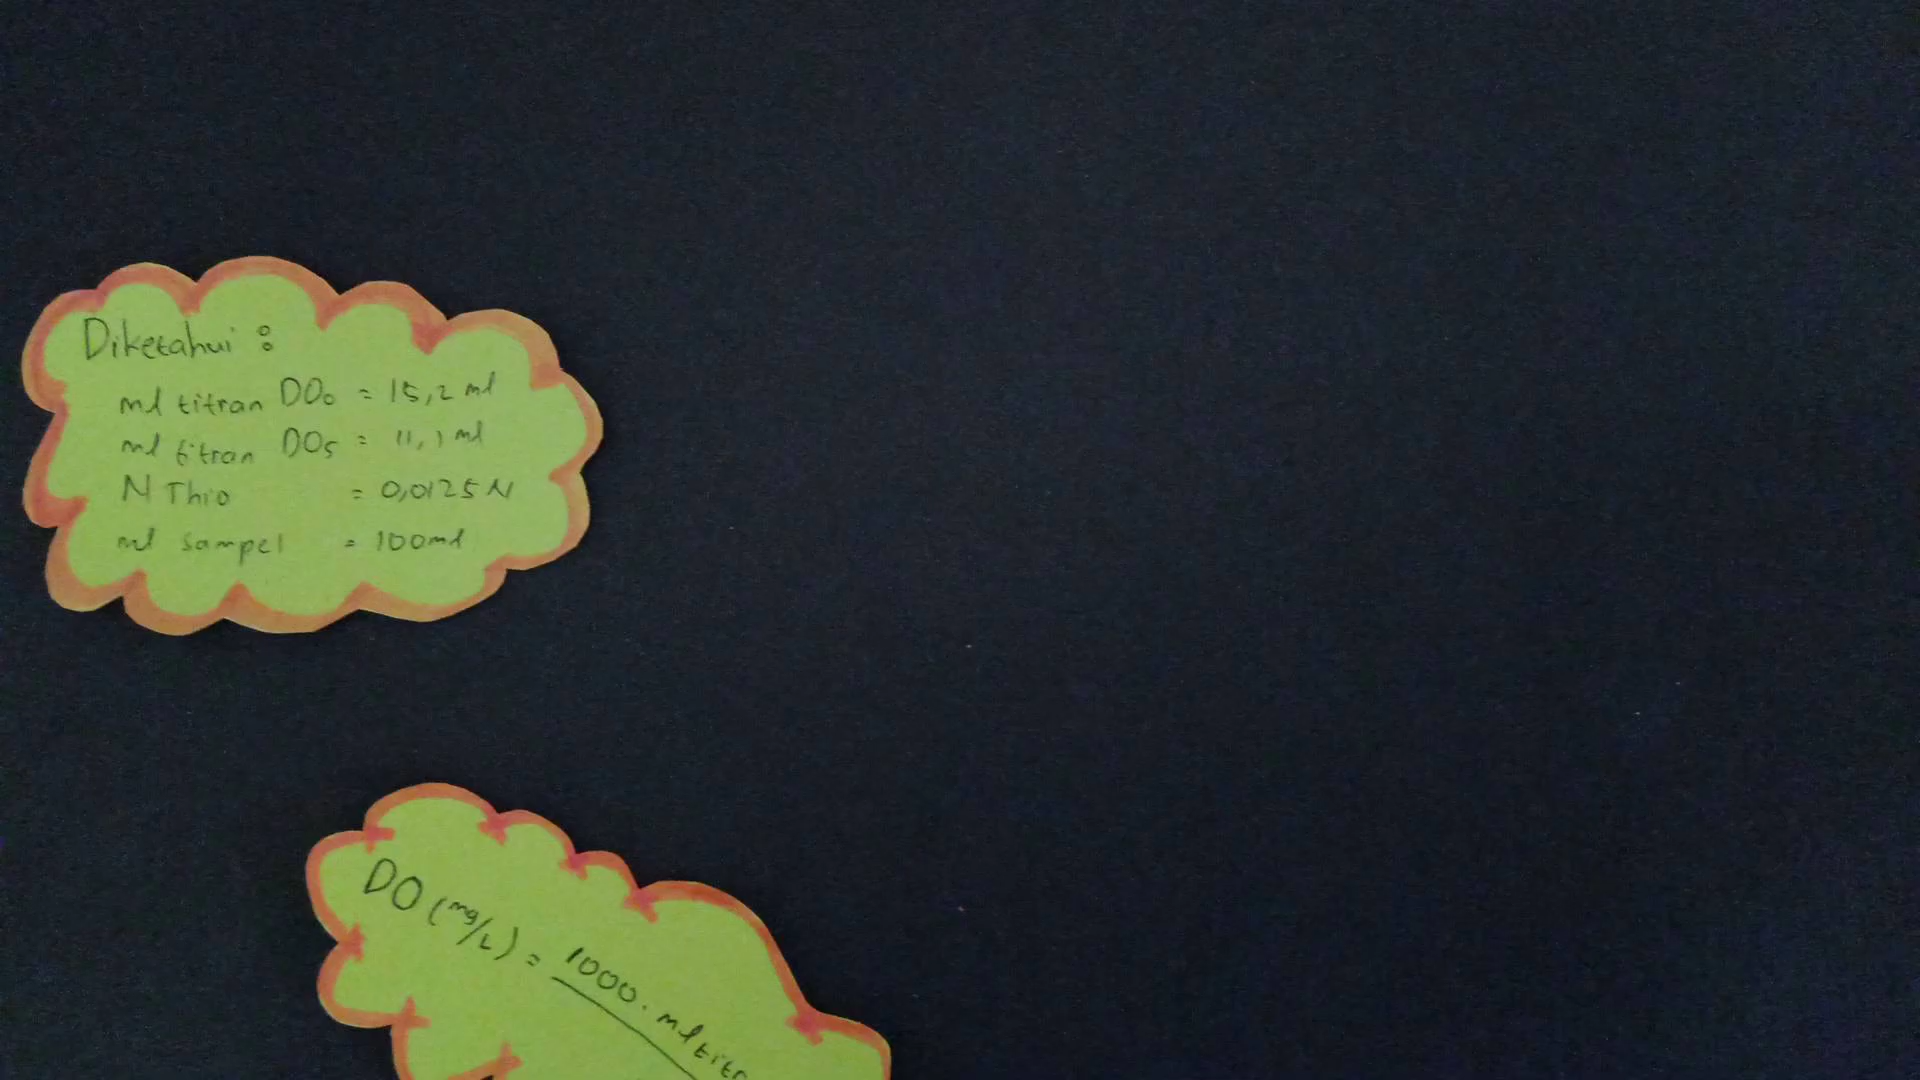 Diketahui :
ml titran DO₀ = 15,2 ml
ml titran DO₅ = 11,1 ml
N Thio = 0,0125 N
ml sampel = 100ml
DO (mg/L) = 1000. ml